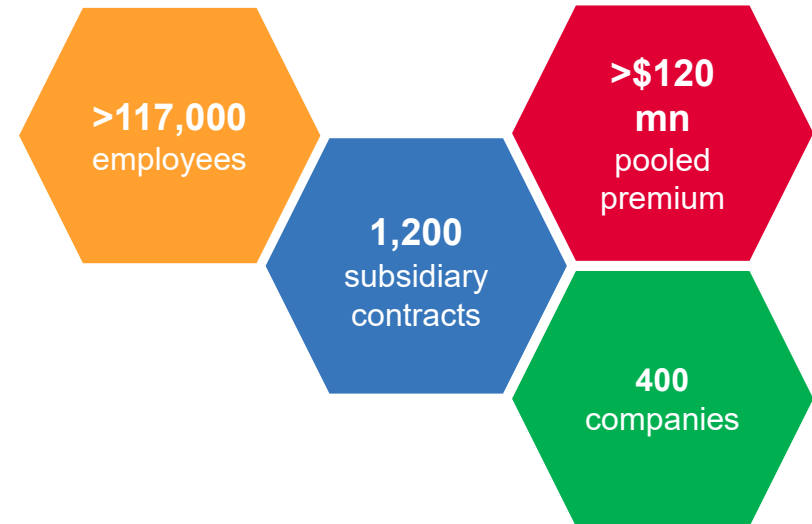 >117,000
employees
1,200
subsidiary
contracts
>$120
mn
pooled
premium
400
companies